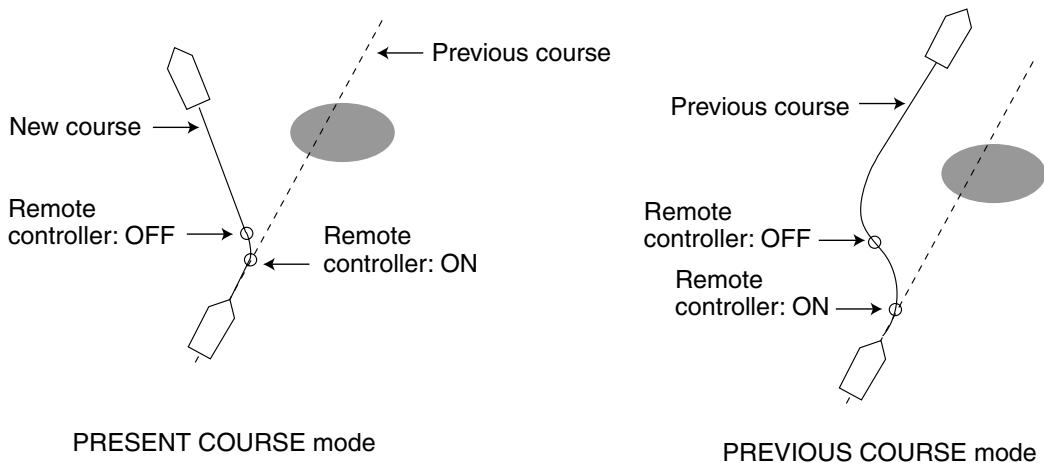 Previous course
New course
Remote
controller: OFF
Remote
controller: ON
PRESENT COURSE mode
Previous course
Remote
controller: OFF
Remote
controller: ON
PREVIOUS COURSE mode